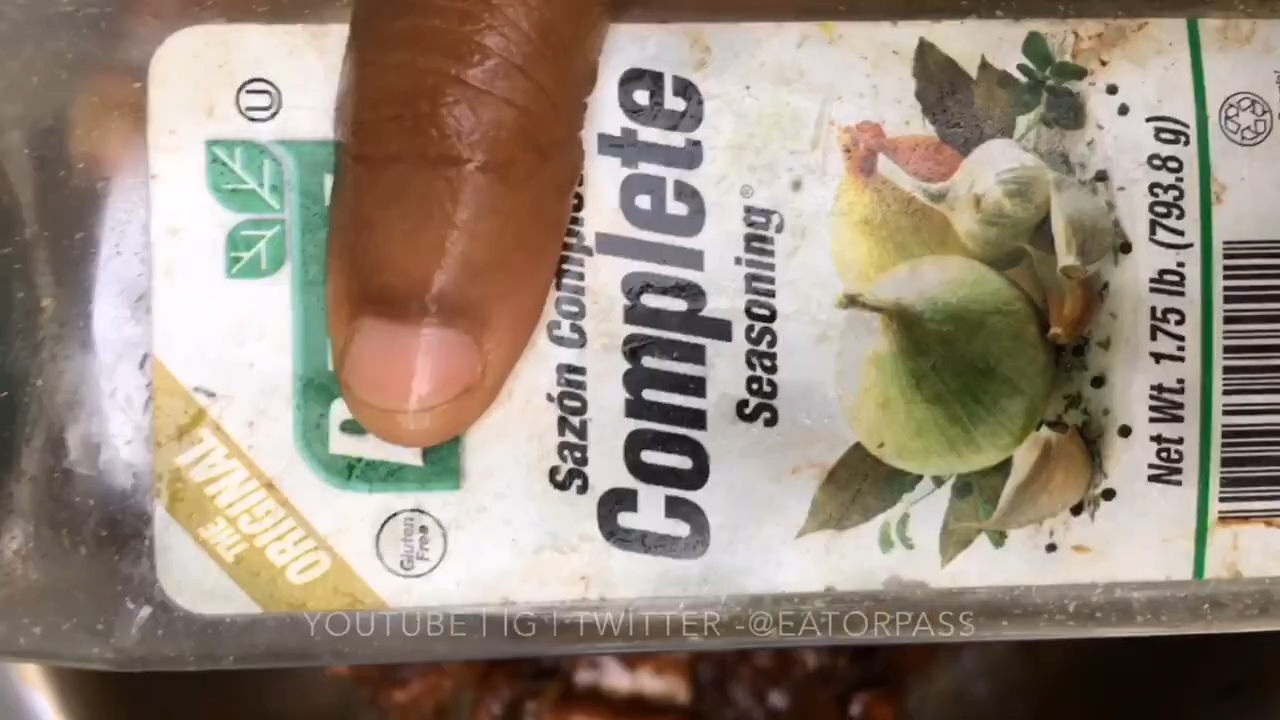 THE
ORIGINAL
Gluten
Free
Sazón
Complete
Seasoning®
Net Wt. 1.75 lb. (793.8 g)
YOUTUBE | IG | TWITTER -@EATORPASS